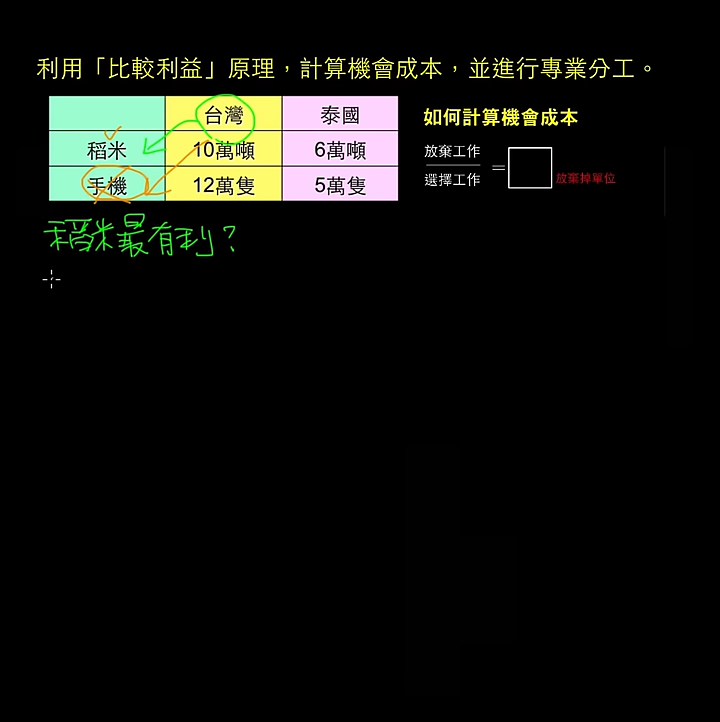 利用「比較利益」原理，計算機會成本，並進行專業分工。
台灣 泰國
稻米 10萬噸 6萬噸
手機 12萬隻 5萬隻
如何計算機會成本
放棄工作
選擇工作
=
放棄掉單位
稻米最有利？